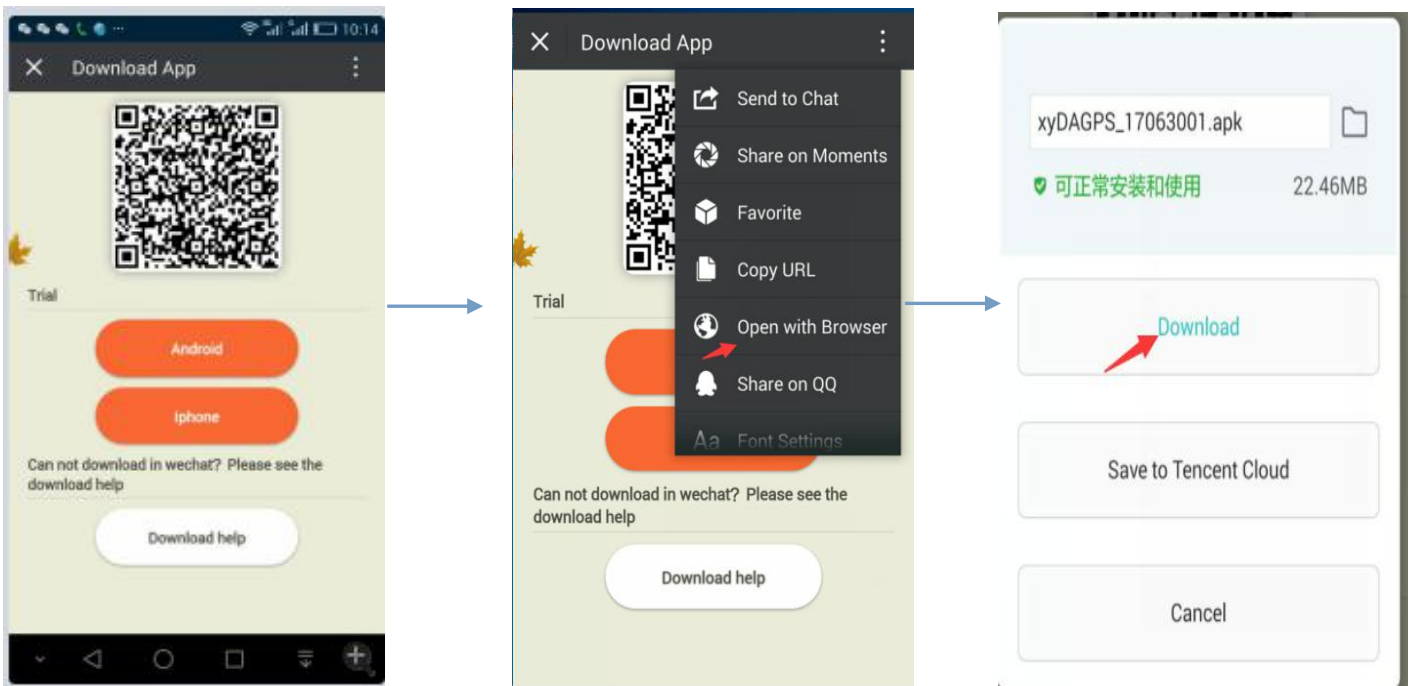 10:14
Download App
Trial
Android
Iphone
Can not download in wechat? Please see the
download help
Download help
Download App
Send to Chat
Share on Moments
Favorite
Copy URL
Open with Browser
Share on QQ
Aa Font Settings
Trial
Can not download in wechat? Please see the
download help
Download help
xyDAGPS_17063001.apk
可正常安装和使用 22.46MB
Download
Save to Tencent Cloud
Cancel